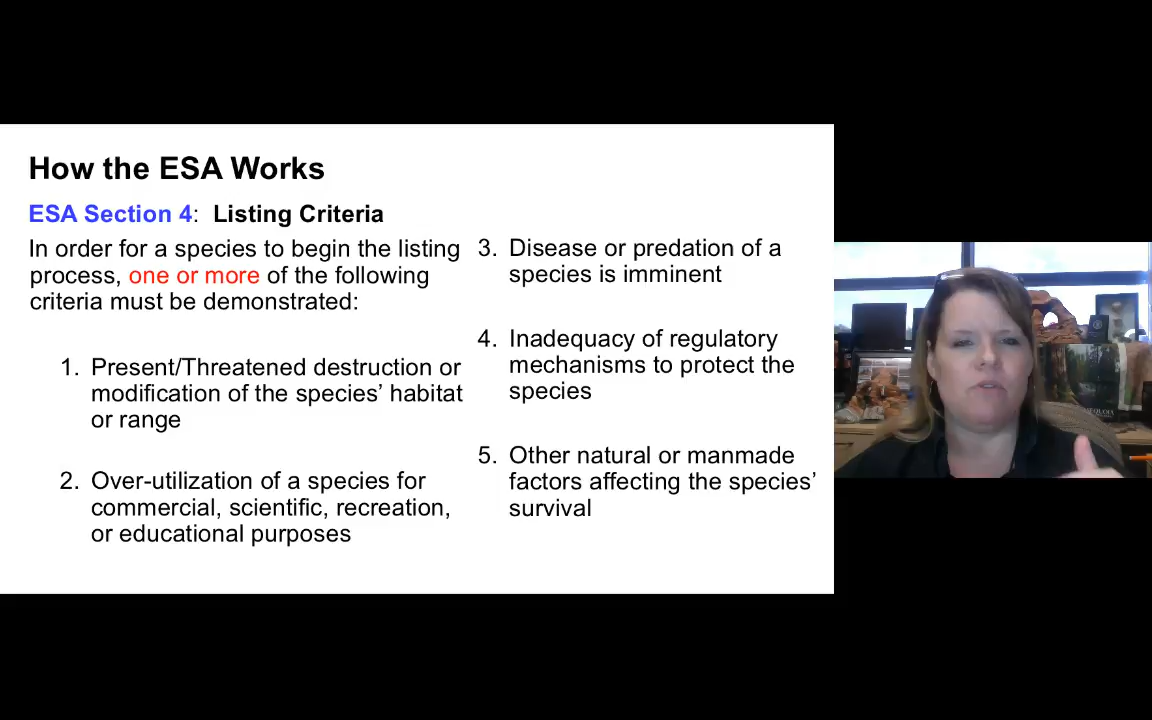 How the ESA Works
ESA Section 4:  Listing Criteria
In order for a species to begin the listing
process, one or more of the following
criteria must be demonstrated:
1. Present/Threatened destruction or
modification of the species’ habitat
or range
2. Over-utilization of a species for
commercial, scientific, recreation,
or educational purposes
3. Disease or predation of a
species is imminent
4. Inadequacy of regulatory
mechanisms to protect the
species
5. Other natural or manmade
factors affecting the species’
survival
SEQUOIA